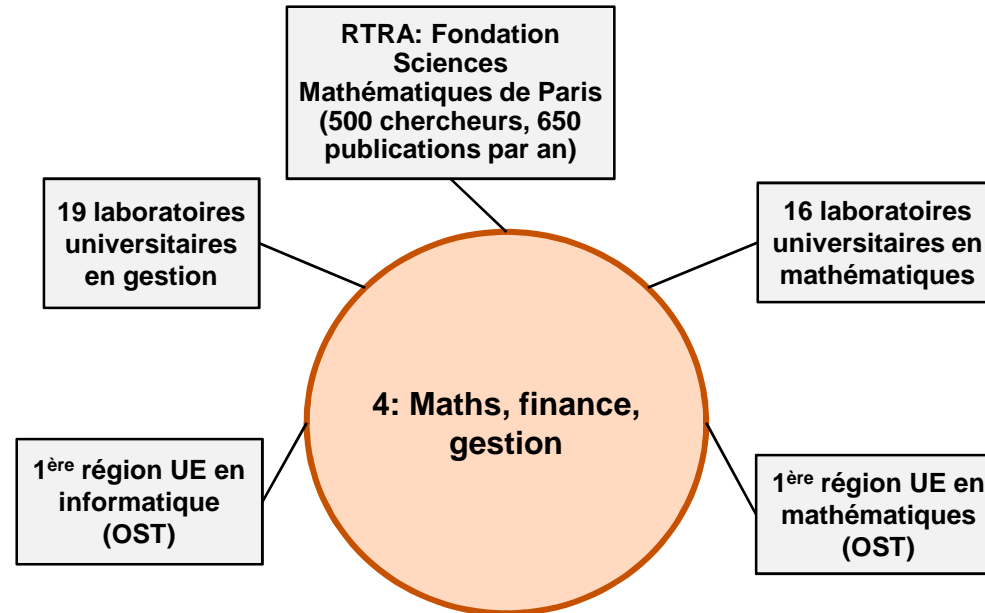 RTRA: Fondation
Sciences
Mathématiques de Paris
(500 chercheurs, 650
publications par an)
19 laboratoires
universitaires
en gestion
16 laboratoires
universitaires en
mathématiques
4: Maths, finance,
gestion
1ère région UE en
informatique
(OST)
1ère région UE en
mathématiques
(OST)